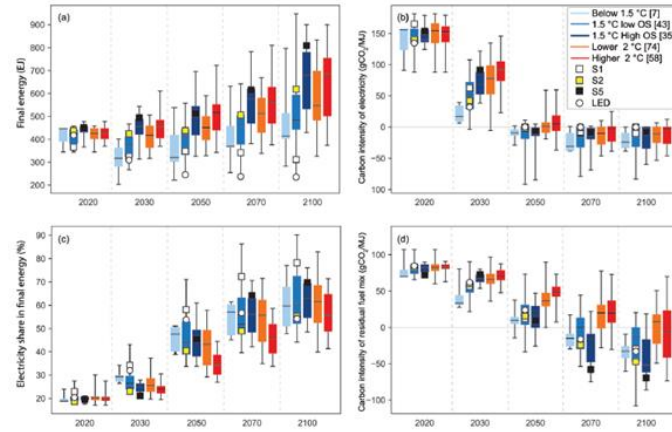 (a)
Final energy (EJ)
900
800
700
600
500
400
300
200
2020 2030 2050 2070 2100
(b)
Carbon intensity of electricity (gCO₂/MJ)
150
100
50
0
−50
100
2020 2030 2050 2070 2100
Below 1.5 °C [7]
1.5 °C low OS [43]
1.5 °C High OS [35
Lower 2 °C [74]
Higher 2 °C [58]
S1
S2
S5
LED
(c)
Electricity share in final energy (%)
90
80
70
60
50
40
30
20
2020 2030 2050 2070 2100
(d)
Carbon intensity of residual fuel mix (gCO₂/MJ)
100
50
0
−50
−100
2020 2030 2050 2070 2100